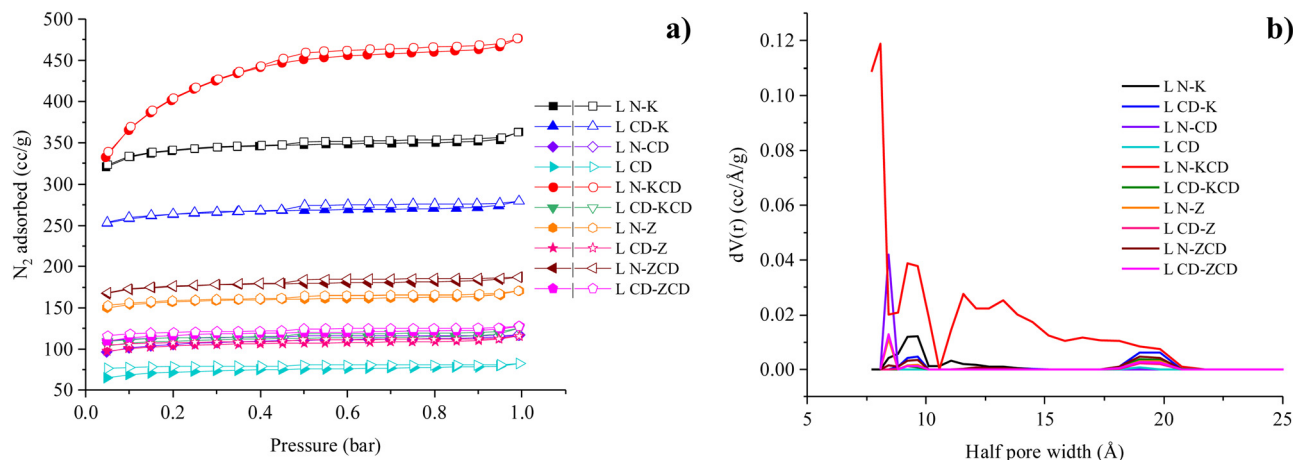 a)
500
450
400
350
300
250
200
150
100
50
N₂ adsorbed (cc/g)
0.0
0.2
0.4
0.6
0.8
1.0
Pressure (bar)
L N-K
L CD-K
L N-CD
L CD
L N-KCD
L CD-KCD
L N-Z
L CD-Z
L N-ZCD
L CD-ZCD
b)
0.12
0.10
0.08
0.06
0.04
0.02
0.00
dV(r) (cc/Å/g)
5
10
15
20
25
Half pore width (Å)
L N-K
L CD-K
L N-CD
L CD
L N-KCD
L CD-KCD
L N-Z
L CD-Z
L N-ZCD
L CD-ZCD